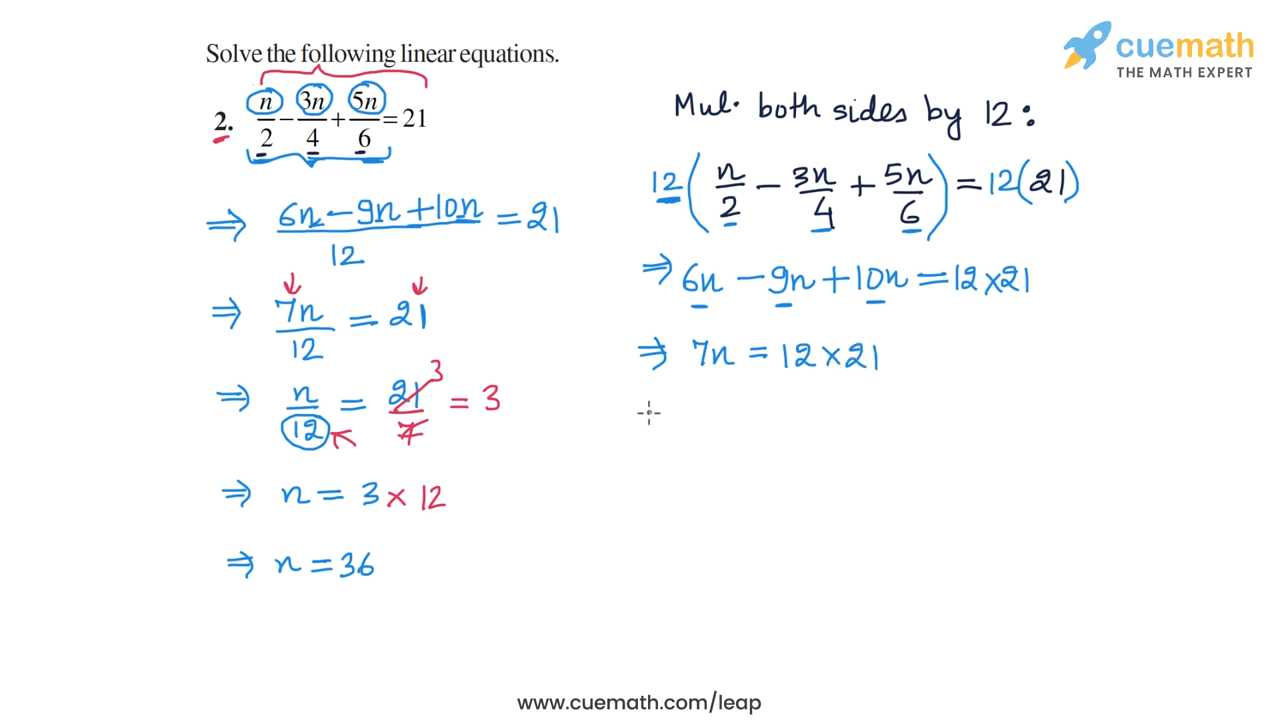 Solve the following linear equations.
2. n/2 − 3n/4 + 5n/6 = 21
⇒ (6n − 9n + 10n)/12 = 21
⇒ 7n/12 = 21
⇒ n/12 = 21/7 = 3
3
⇒ n = 3 × 12
⇒ n = 36
cuemath
THE MATH EXPERT
Mul. both sides by 12:
12(n/2 − 3n/4 + 5n/6) = 12(21)
⇒ 6n − 9n + 10n = 12×21
⇒ 7n = 12×21
www.cuemath.com/leap